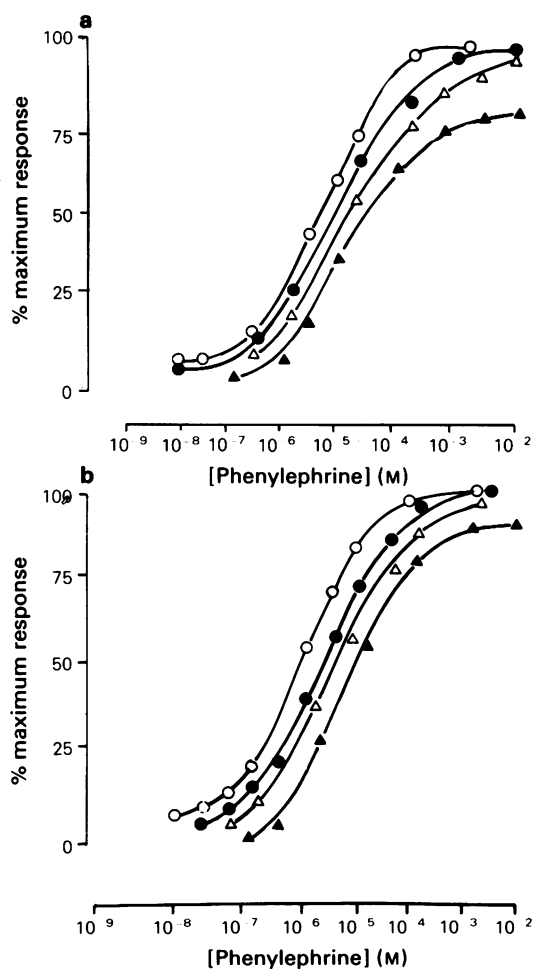 a
100
75
50
25
0
% maximum response
10⁻⁹ 10⁻⁸ 10⁻⁷ 10⁻⁶ 10⁻⁵ 10⁻⁴ 10⁻³ 10⁻²
[Phenylephrine] (M)
b
100
75
50
25
0
% maximum response
10⁻⁹ 10⁻⁸ 10⁻⁷ 10⁻⁶ 10⁻⁵ 10⁻⁴ 10⁻³ 10⁻²
[Phenylephrine] (M)